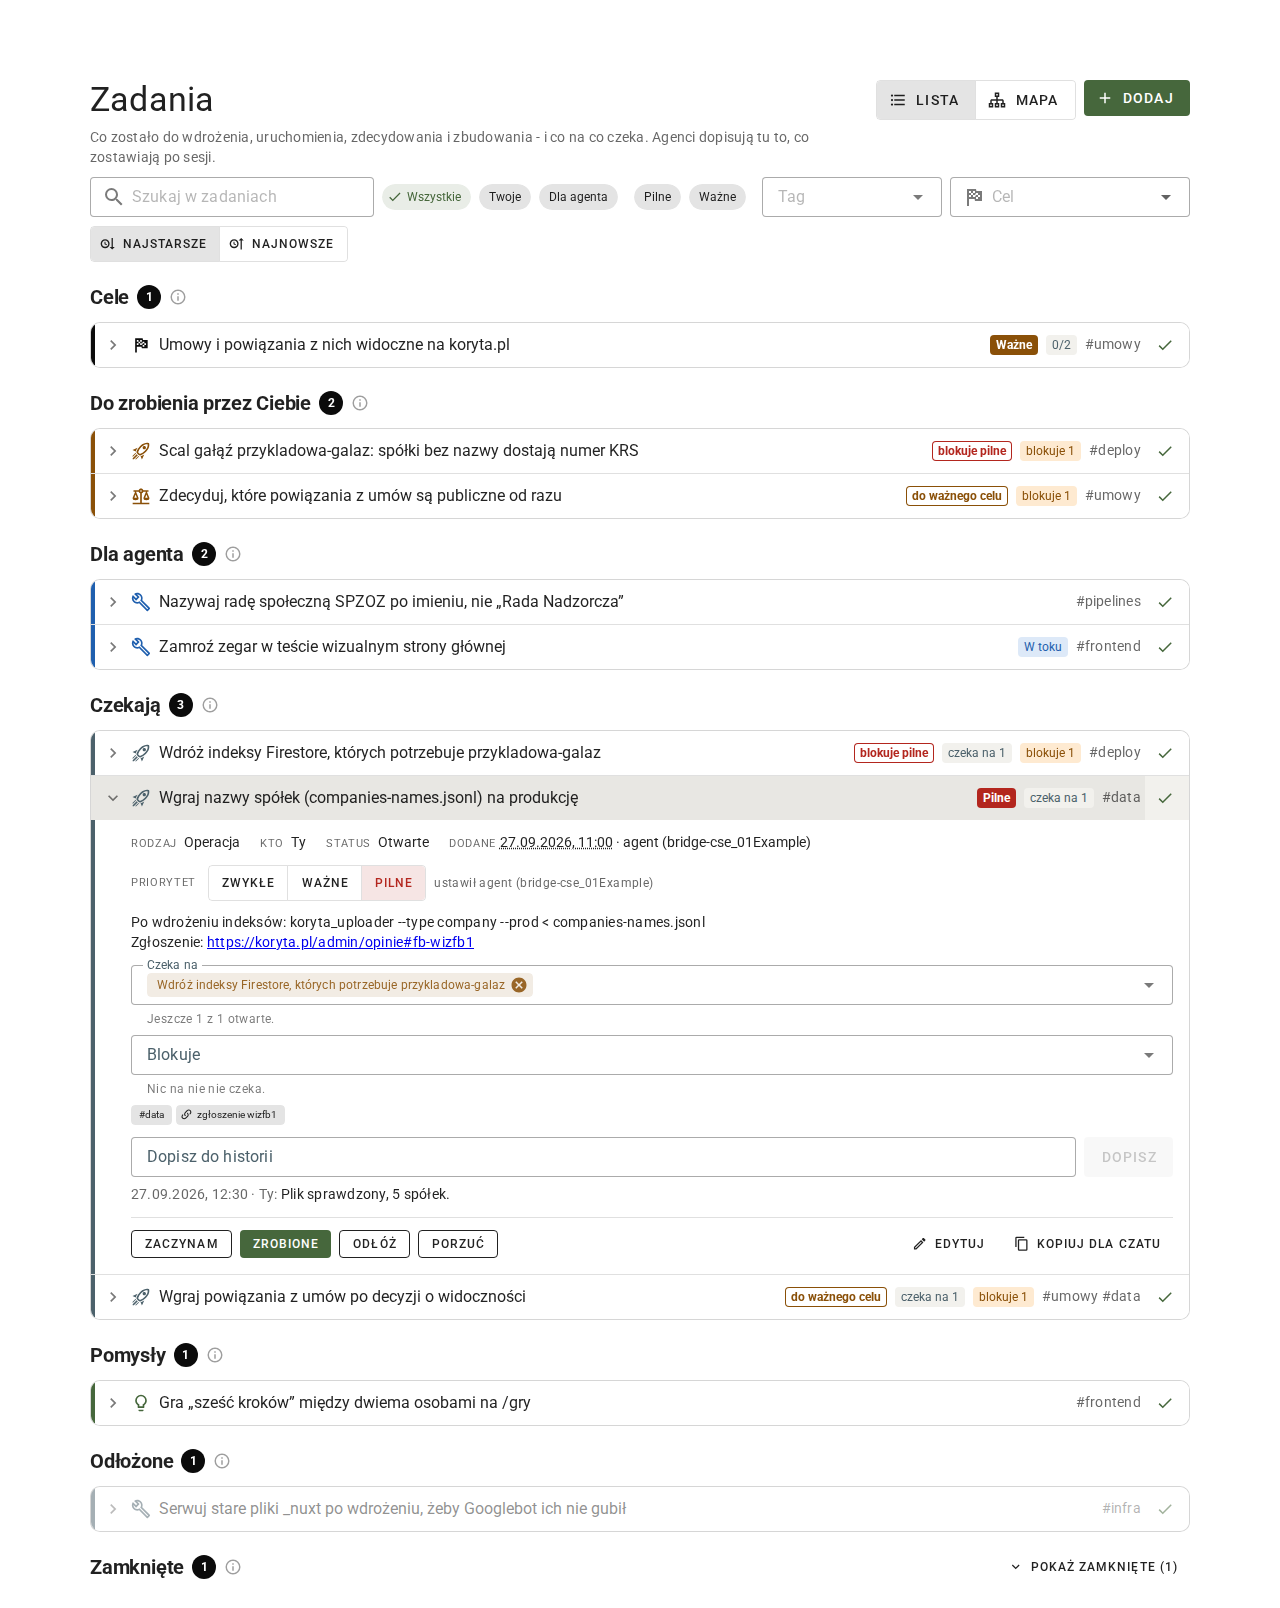 Zadania
LISTA
MAPA
DODAJ
Co zostało do wdrożenia, uruchomienia, zdecydowania i zbudowania - i co na co czeka. Agenci dopisują tu to, co
zostawiają po sesji.
Szukaj w zadaniach
Wszystkie
Twoje
Dla agenta
Pilne
Ważne
Tag
Cel
NAJSTARSZE
NAJNOWSZE
Cele 1
Umowy i powiązania z nich widoczne na koryta.pl Ważne 0/2 #umowy
Do zrobienia przez Ciebie 2
Scal gałąź przykladowa-galaz: spółki bez nazwy dostają numer KRS blokuje pilne blokuje 1 #deploy
Zdecyduj, które powiązania z umów są publiczne od razu do ważnego celu blokuje 1 #umowy
Dla agenta 2
Nazywaj radę społeczną SPZOZ po imieniu, nie „Rada Nadzorcza” #pipelines
Zamroź zegar w teście wizualnym strony głównej W toku #frontend
Czekają 3
Wdróż indeksy Firestore, których potrzebuje przykladowa-galaz blokuje pilne czeka na 1 blokuje 1 #deploy
Wgraj nazwy spółek (companies-names.jsonl) na produkcję Pilne czeka na 1 #data
RODZAJ Operacja KTO Ty STATUS Otwarte DODANE 27.09.2026, 11:00 · agent (bridge-cse_01Example)
PRIORYTET ZWYKŁE WAŻNE PILNE ustawił agent (bridge-cse_01Example)
Po wdrożeniu indeksów: koryta_uploader --type company --prod < companies-names.jsonl
Zgłoszenie: https://koryta.pl/admin/opinie#fb-wizfb1
Czeka na
Wdróż indeksy Firestore, których potrzebuje przykladowa-galaz
Jeszcze 1 z 1 otwarte.
Blokuje
Nic na nie nie czeka.
#data zgłoszenie wizfb1
Dopisz do historii DOPISZ
27.09.2026, 12:30 · Ty: Plik sprawdzony, 5 spółek.
ZACZYNAM ZROBIONE ODŁÓŻ PORZUĆ EDYTUJ KOPIUJ DLA CZATU
Wgraj powiązania z umów po decyzji o widoczności do ważnego celu czeka na 1 blokuje 1 #umowy #data
Pomysły 1
Gra „sześć kroków” między dwiema osobami na /gry #frontend
Odłożone 1
Serwuj stare pliki _nuxt po wdrożeniu, żeby Googlebot ich nie gubił #infra
Zamknięte 1 POKAŻ ZAMKNIĘTE (1)